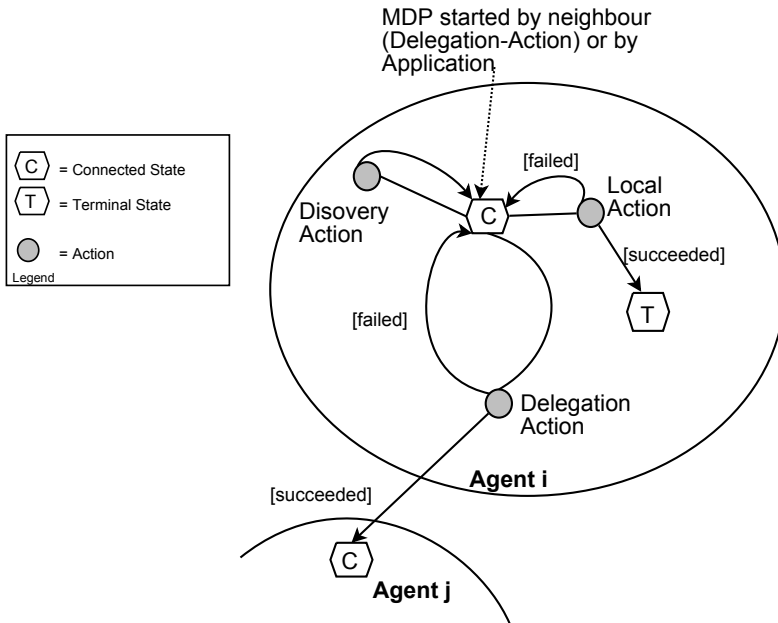 MDP started by neighbour
(Delegation-Action) or by
Application
C
= Connected State
T
= Terminal State
= Action
Legend
[failed]
Local
Action
Disovery
Action
C
[succeeded]
T
[failed]
Delegation
Action
Agent i
[succeeded]
C
Agent j